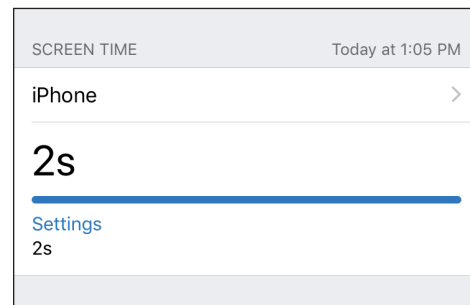 SCREEN TIME Today at 1:05 PM
iPhone
2s
Settings
2s